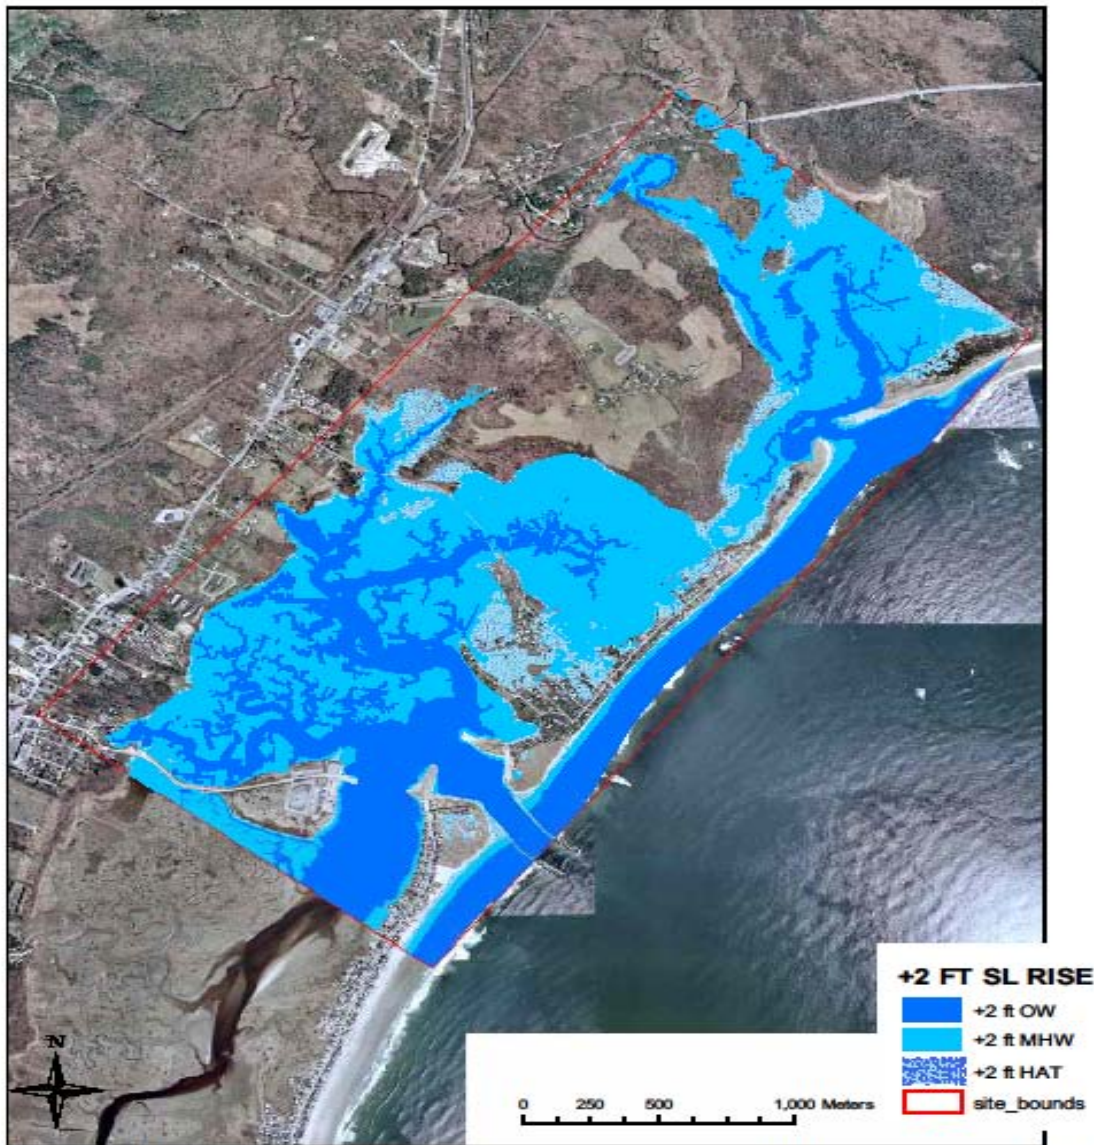 N
0 250 500 1,000 Meters
+2 FT SL RISE
+2 ft OW
+2 ft MHW
+2 ft HAT
site_bounds